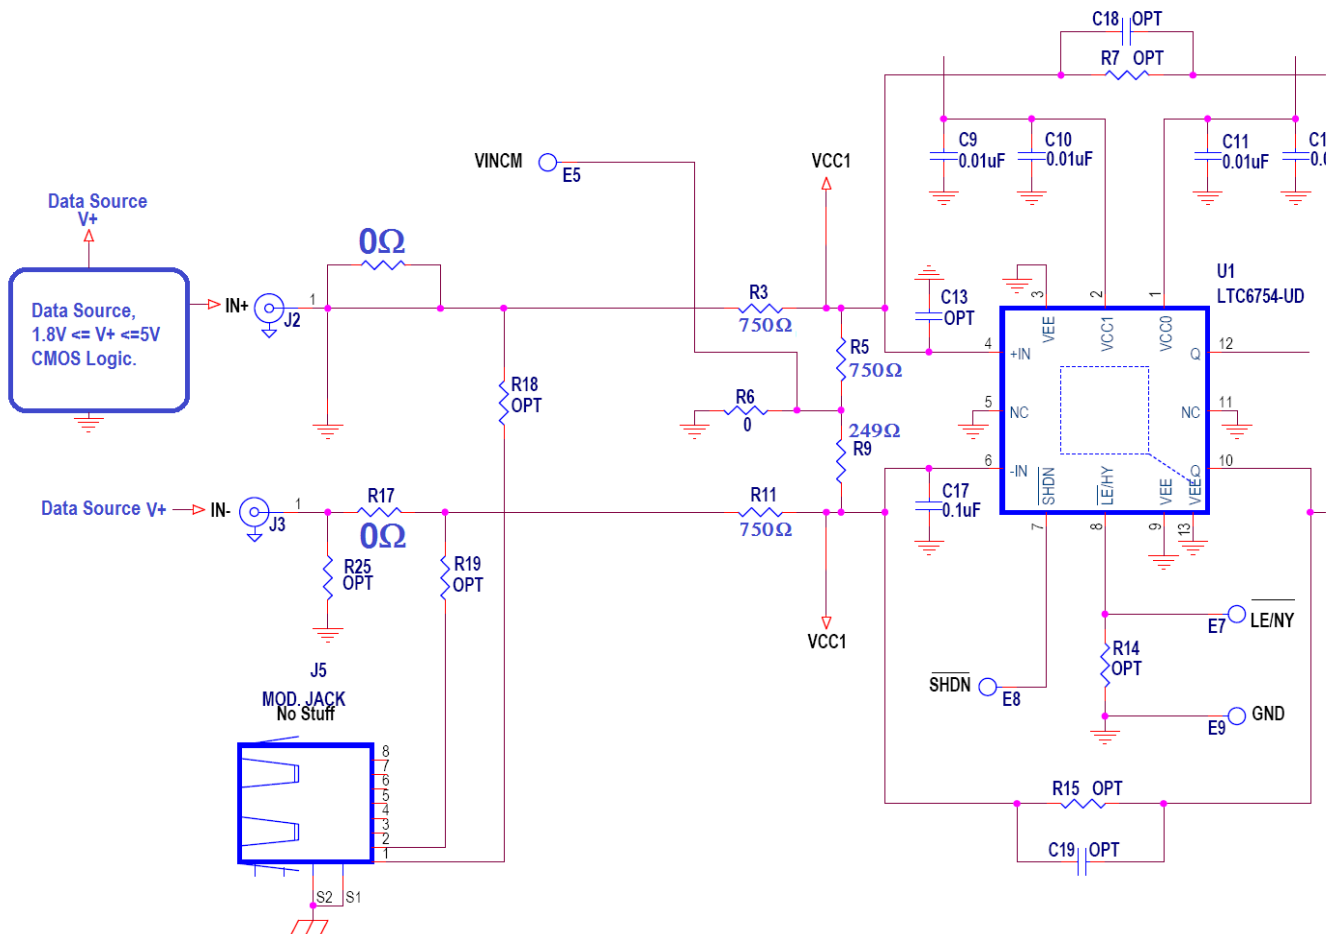 C18 OPT
R7 OPT
C9
0.01uF
C10
0.01uF
C11
0.01uF
VINCM
E5
VCC1
Data Source
V+
0Ω
Data Source,
1.8V <= V+ <=5V
CMOS Logic.
IN+
1
J2
R3
750Ω
C13
OPT
U1
LTC6754-UD
3
2
1
VEE
VCC1
VCC0
4
+IN
Q
12
R5
750Ω
R18
OPT
R6
0
5
NC
NC
11
249Ω
R9
6
-IN
Q
10
SHDN
LE/HY
VEE
VEE
7
8
9
13
Data Source V+
IN-
1
J3
R17
0Ω
R11
750Ω
C17
0.1uF
VCC1
R25
OPT
R19
OPT
E7
LE/NY
R14
OPT
SHDN
E8
E9
GND
J5
MOD. JACK
No Stuff
8
7
6
5
4
3
2
1
S2
S1
R15 OPT
C19 OPT